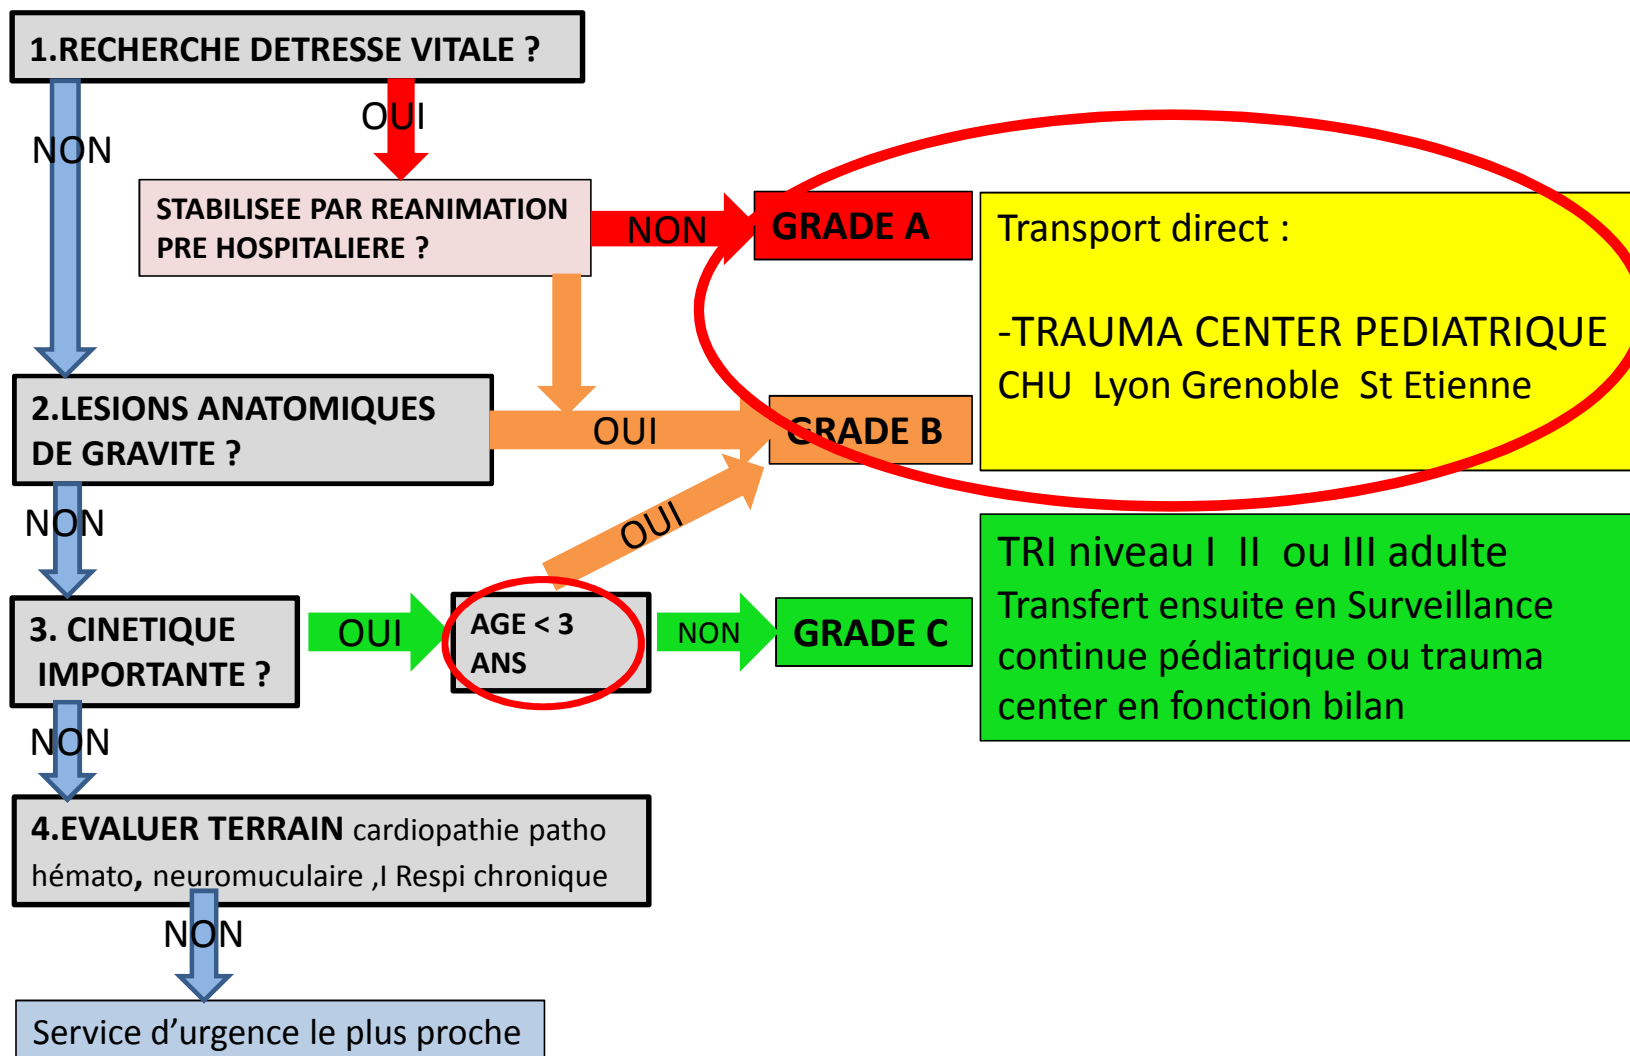 1.RECHERCHE DETRESSE VITALE ?
OUI
NON
STABILISEE PAR REANIMATION
PRE HOSPITALIERE ?
NON
GRADE A
Transport direct :
-TRAUMA CENTER PEDIATRIQUE
CHU Lyon Grenoble St Etienne
2.LESIONS ANATOMIQUES
DE GRAVITE ?
OUI
GRADE B
NON
OUI
3. CINETIQUE
IMPORTANTE ?
OUI
AGE < 3
ANS
NON
GRADE C
TRI niveau I II ou III adulte
Transfert ensuite en Surveillance
continue pédiatrique ou trauma
center en fonction bilan
NON
4.EVALUER TERRAIN cardiopathie patho
hémato, neuromuculaire ,I Respi chronique
NON
Service d’urgence le plus proche